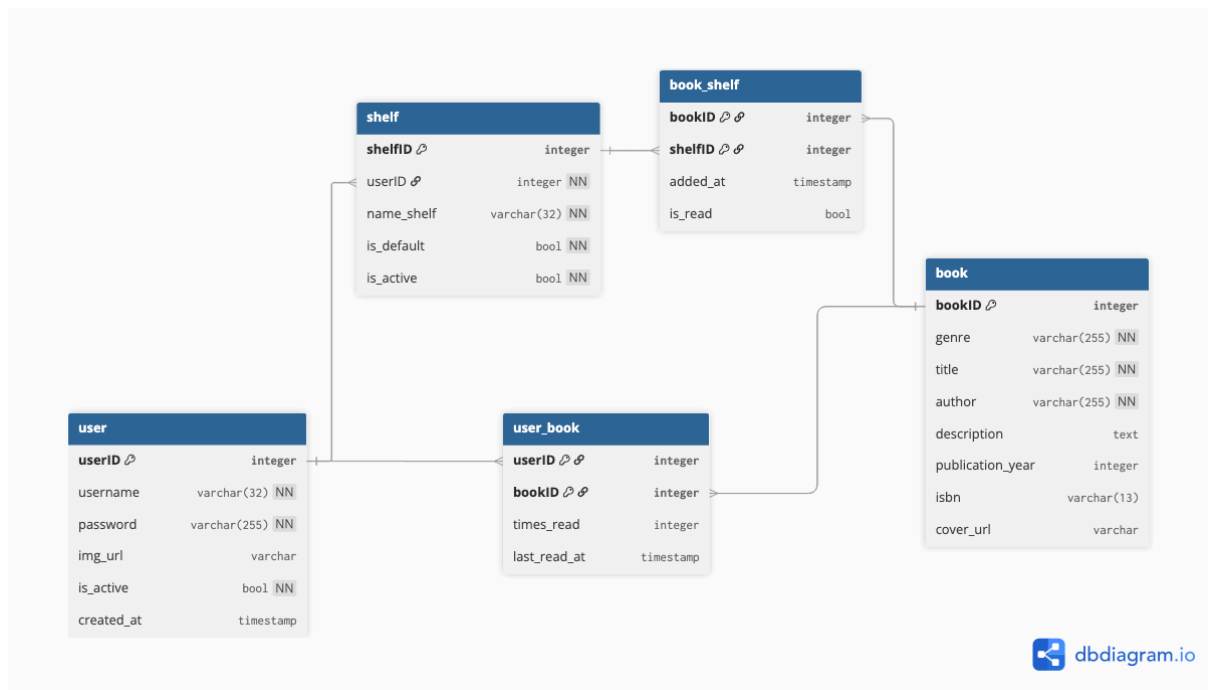 book_shelf
bookID integer
shelfID integer
added_at timestamp
is_read bool
shelf
shelfID integer
userID integer NN
name_shelf varchar(32) NN
is_default bool NN
is_active bool NN
book
bookID integer
genre varchar(255) NN
title varchar(255) NN
author varchar(255) NN
description text
publication_year integer
isbn varchar(13)
cover_url varchar
user
userID integer
username varchar(32) NN
password varchar(255) NN
img_url varchar
is_active bool NN
created_at timestamp
user_book
userID integer
bookID integer
times_read integer
last_read_at timestamp
dbdiagram.io